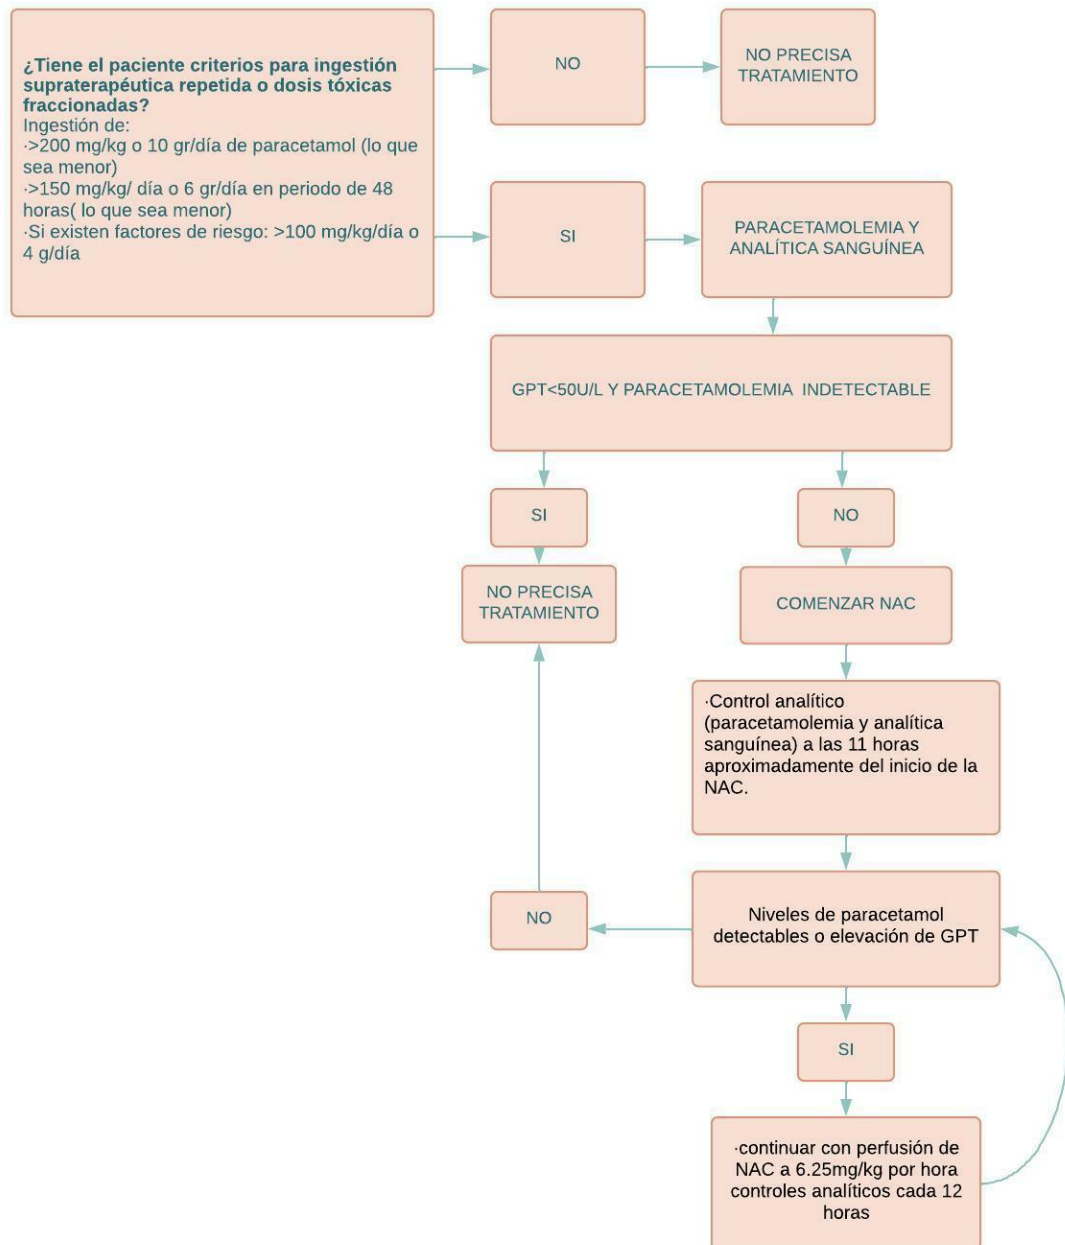 ¿Tiene el paciente criterios para ingestión
supraterapéutica repetida o dosis tóxicas
fraccionadas?
Ingestión de:
·>200 mg/kg o 10 gr/día de paracetamol (lo que
sea menor)
·>150 mg/kg/ día o 6 gr/día en periodo de 48
horas( lo que sea menor)
·Si existen factores de riesgo: >100 mg/kg/día o
4 g/día
NO
NO PRECISA
TRATAMIENTO
SI
PARACETAMOLEMIA Y
ANALÍTICA SANGUÍNEA
GPT<50U/L Y PARACETAMOLEMIA INDETECTABLE
SI
NO
NO PRECISA
TRATAMIENTO
COMENZAR NAC
·Control analítico
(paracetamolemia y analítica
sanguínea) a las 11 horas
aproximadamente del inicio de la
NAC.
NO
Niveles de paracetamol
detectables o elevación de GPT
SI
·continuar con perfusión de
NAC a 6.25mg/kg por hora
controles analíticos cada 12
horas